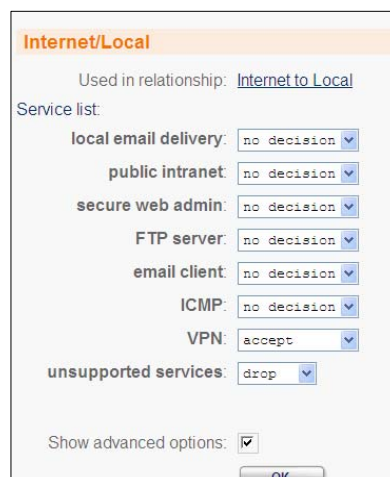 Internet/Local
Used in relationship: Internet to Local
Service list:
local email delivery: no decision
public intranet: no decision
secure web admin: no decision
FTP server: no decision
email client: no decision
ICMP: no decision
VPN: accept
unsupported services: drop
Show advanced options:
OK